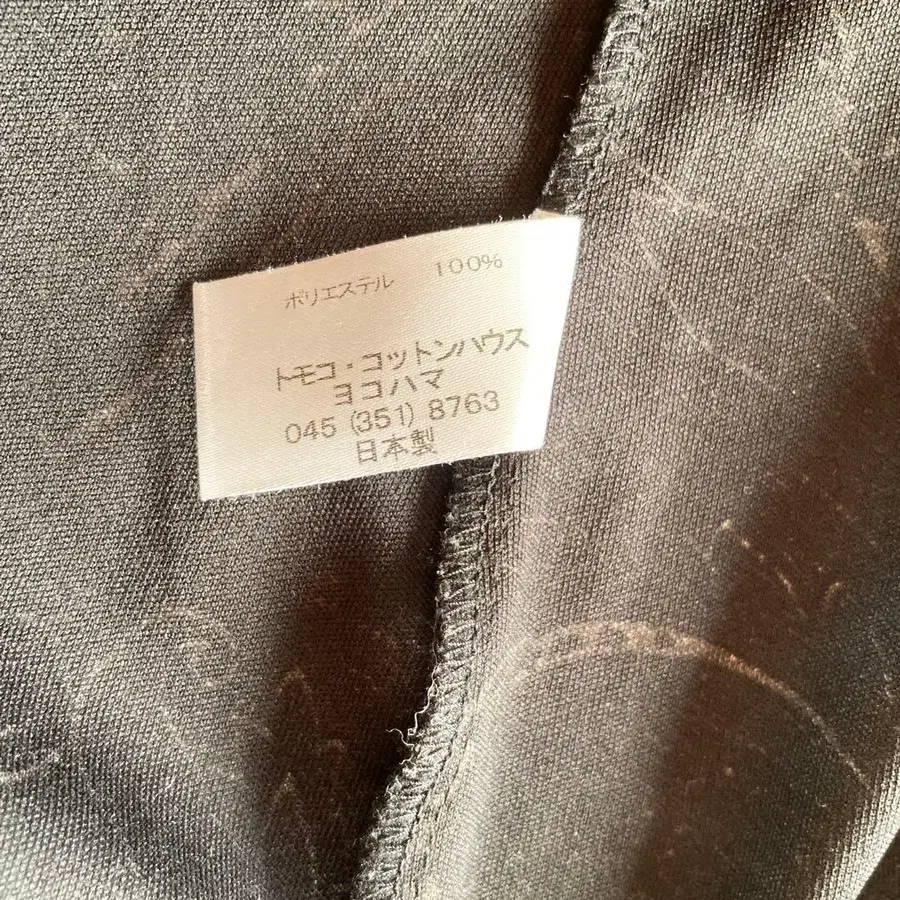 ポリエステル 100%
トモコ・コットンハウス
ヨコハマ
045 (351) 8763
日本製